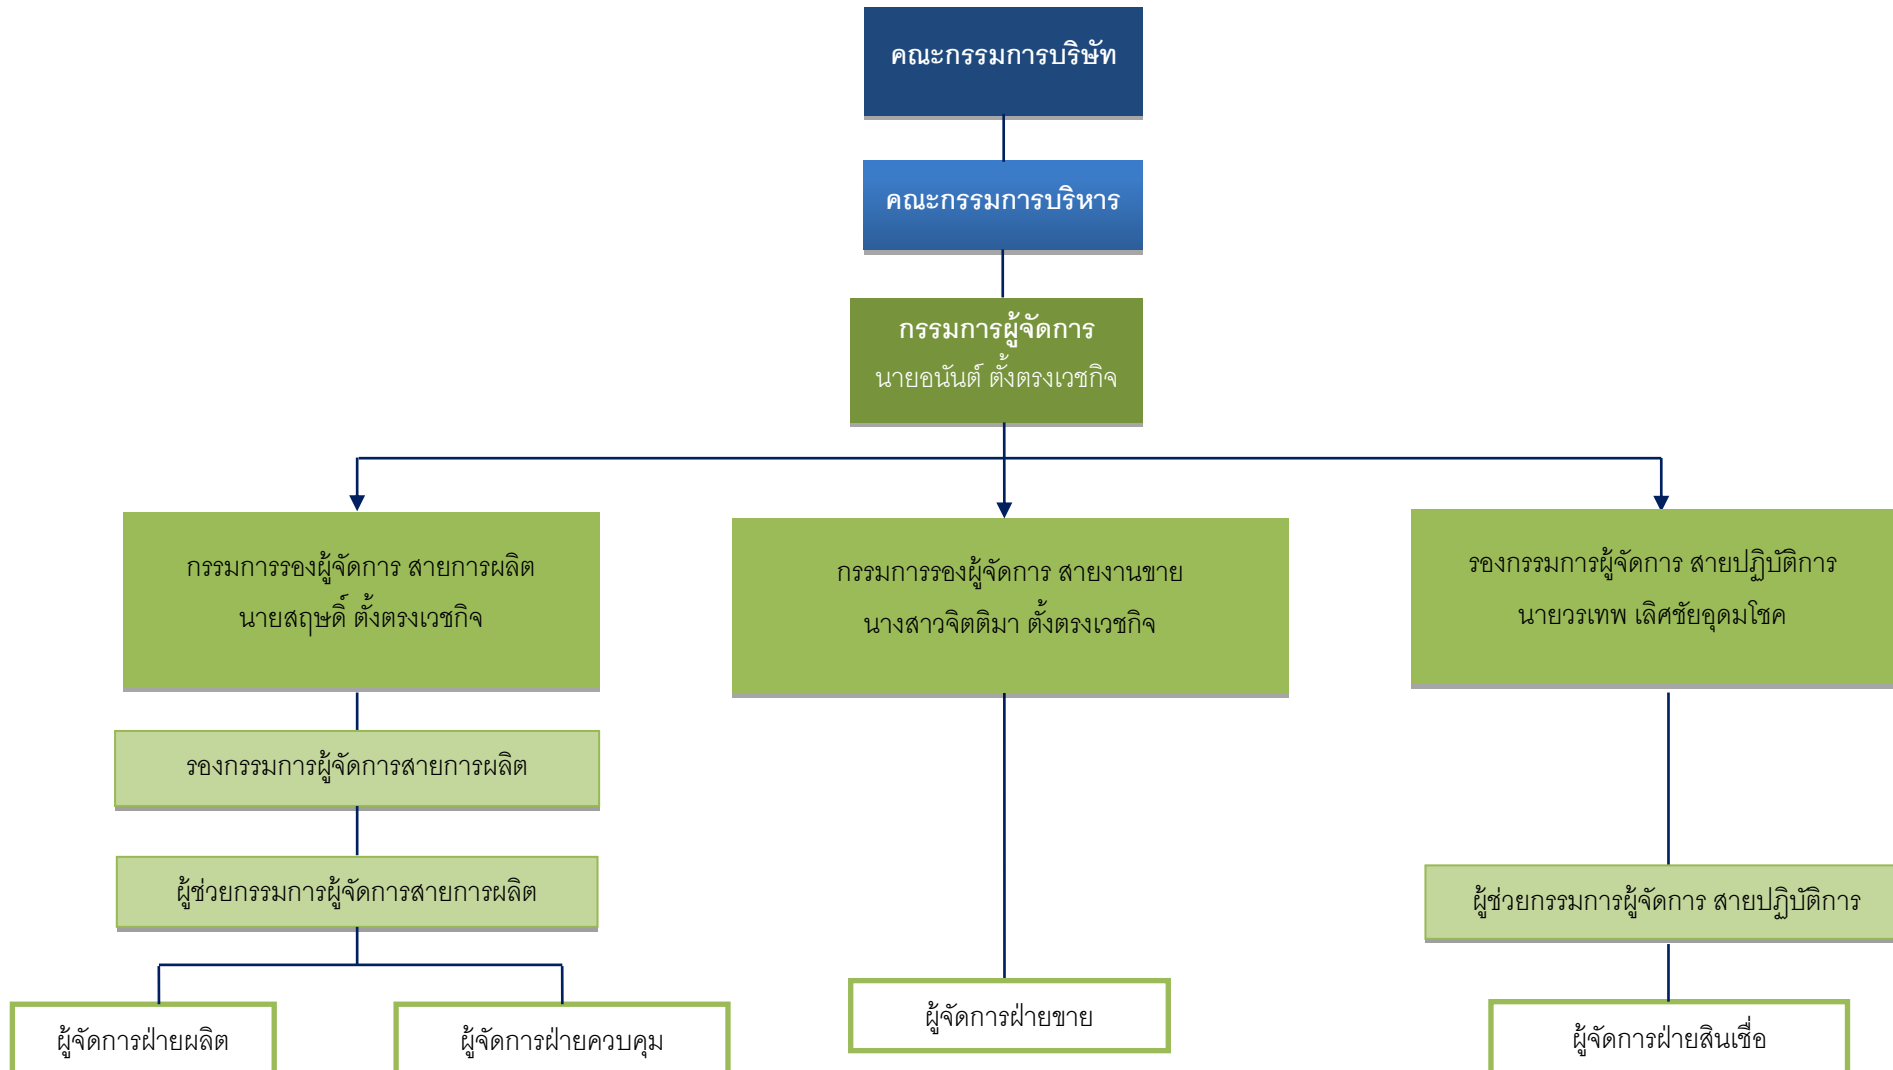 คณะกรรมการบริษัท
คณะกรรมการบริหาร
กรรมการผู้จัดการ
นายอนันต์ ตั้งตรงเวชกิจ
กรรมการรองผู้จัดการ สายการผลิต
นายสฤษดิ์ ตั้งตรงเวชกิจ
กรรมการรองผู้จัดการ สายงานขาย
นางสาวจิตติมา ตั้งตรงเวชกิจ
รองกรรมการผู้จัดการ สายปฏิบัติการ
นายวรเทพ เลิศชัยอุดมโชค
รองกรรมการผู้จัดการสายการผลิต
ผู้ช่วยกรรมการผู้จัดการสายการผลิต
ผู้ช่วยกรรมการผู้จัดการ สายปฏิบัติการ
ผู้จัดการฝ่ายผลิต
ผู้จัดการฝ่ายควบคุม
ผู้จัดการฝ่ายขาย
ผู้จัดการฝ่ายสินเชื่อ